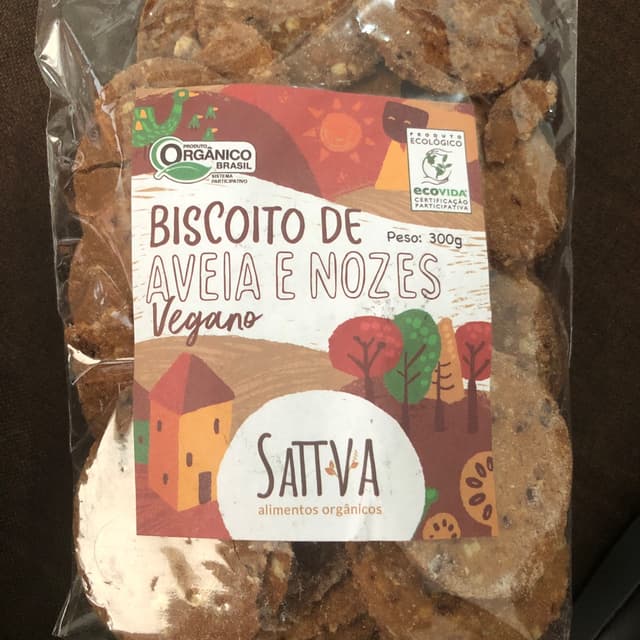 PRODUTO
ORGÂNICO
BRASIL
SISTEMA
PARTICIPATIVO
PRODUTO
ECOLÓGICO
ECOVIDA
CERTIFICAÇÃO
PARTICIPATIVA
BISCOITO DE
Peso: 300g
AVEIA E NOZES
Vegano
SATTVA
alimentos orgânicos